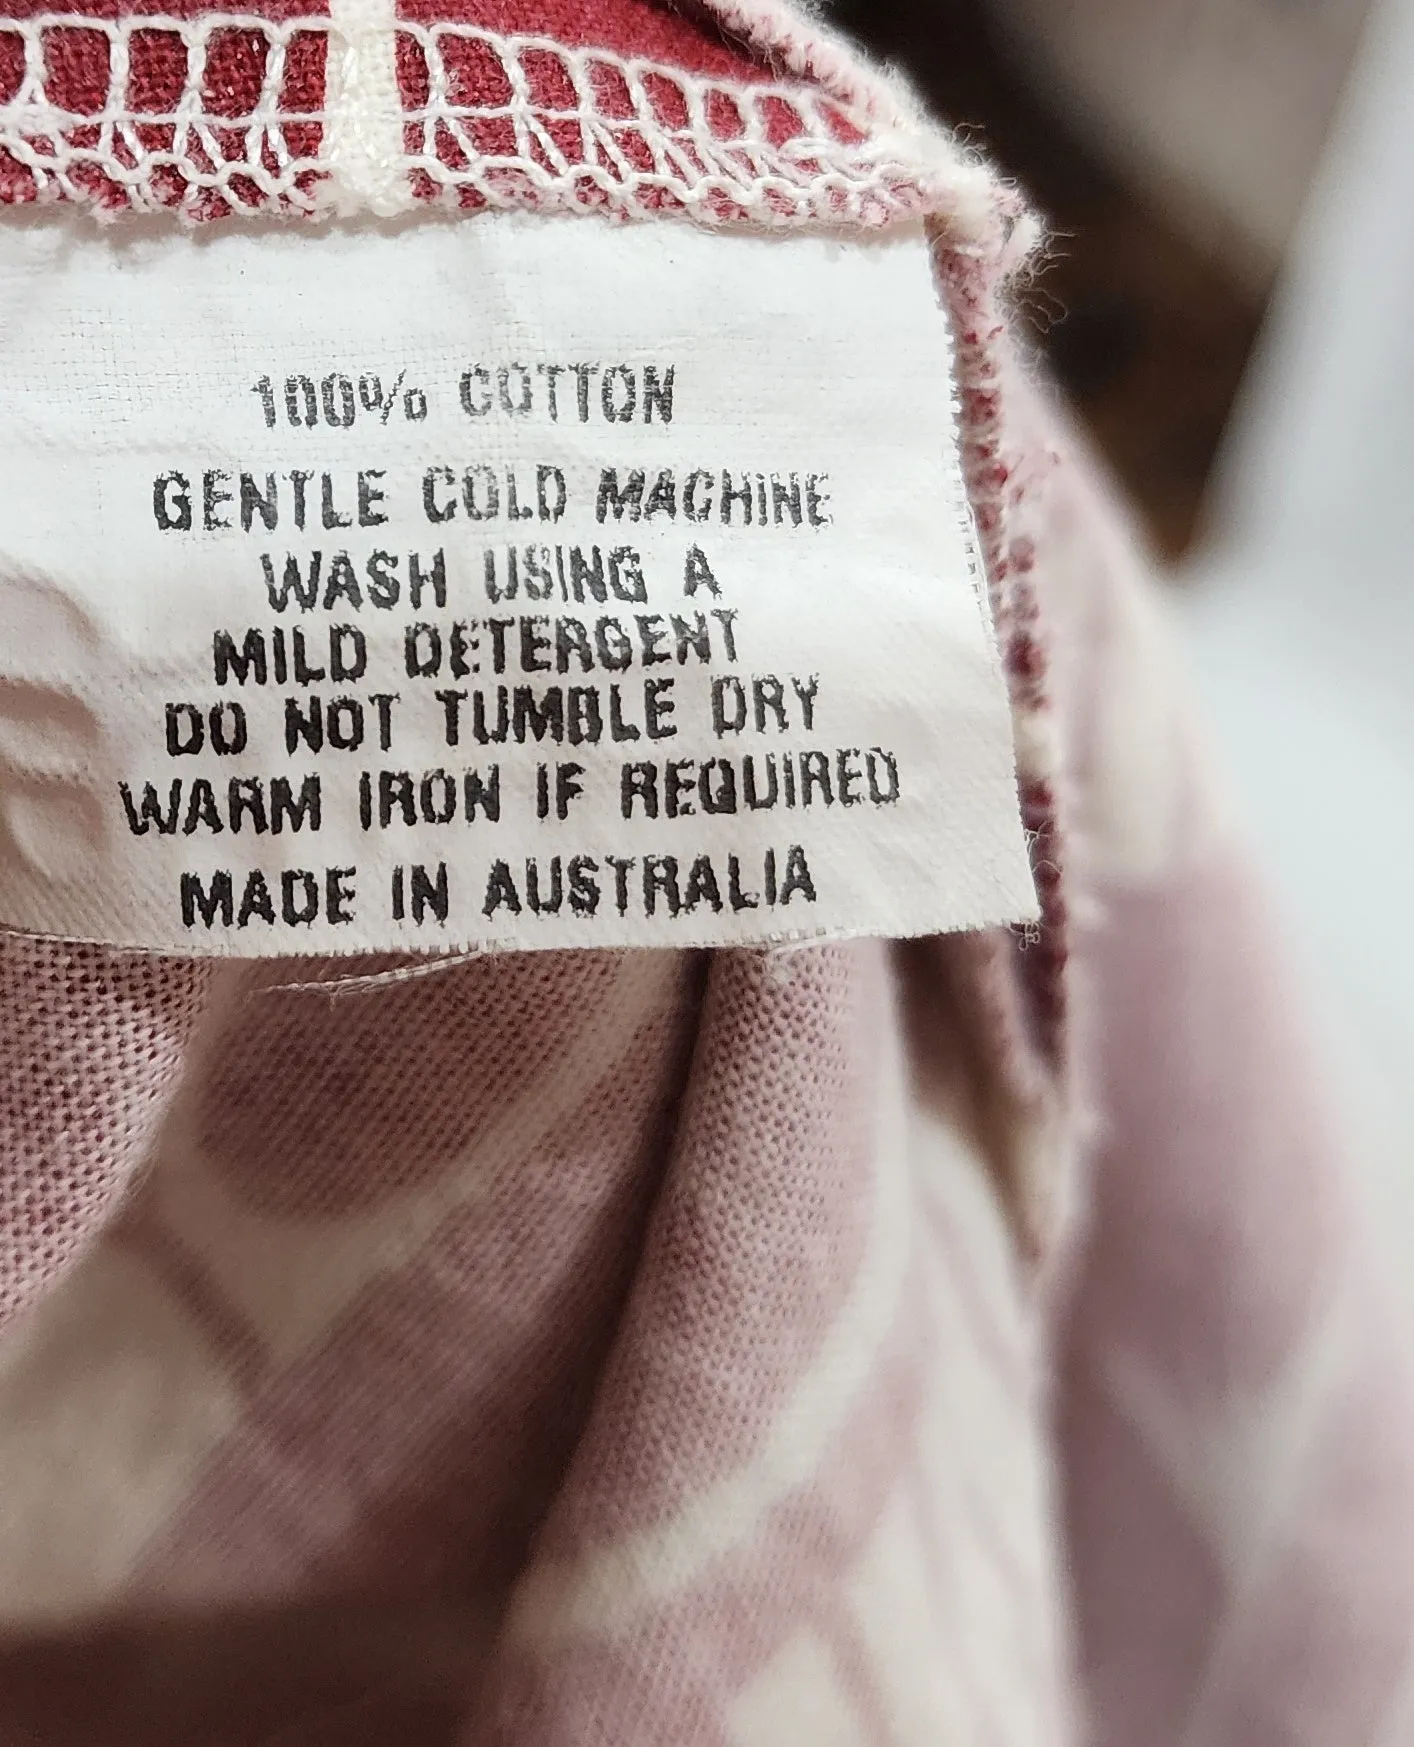 100% COTTON
GENTLE COLD MACHINE
WASH USING A
MILD DETERGENT
DO NOT TUMBLE DRY
WARM IRON IF REQUIRED
MADE IN AUSTRALIA